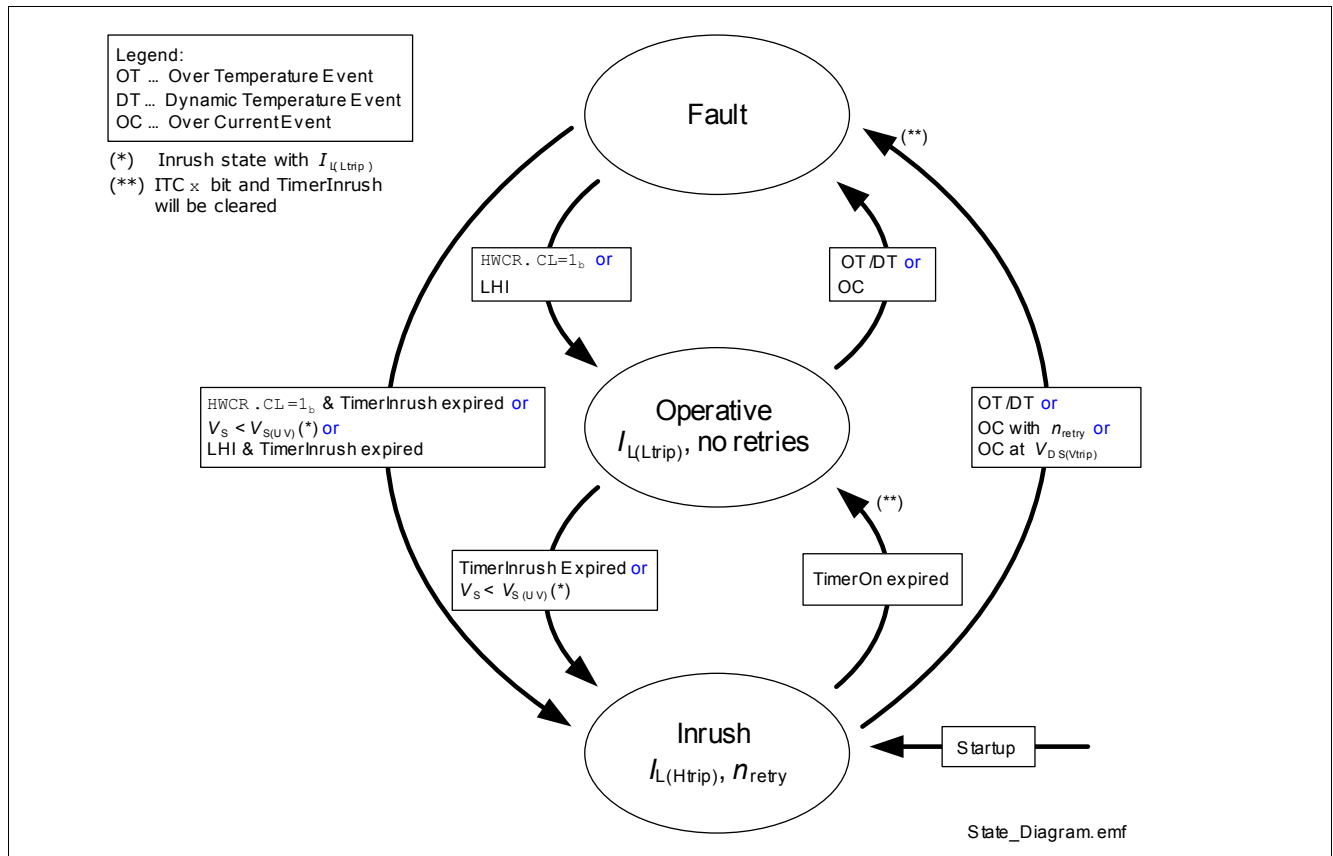 Legend:
OT ... Over Temperature Event
DT ... Dynamic Temperature Event
OC ... Over Current Event
(*) Inrush state with I L(Ltrip)
(**) ITC x bit and TimerInrush
will be cleared
Fault
(**)
HWCR.CL=1b or
LHI
OT/DT or
OC
HWCR.CL=1b & TimerInrush expired or
VS < VS(UV) (*) or
LHI & TimerInrush expired
Operative
IL(Ltrip), no retries
OT/DT or
OC with nretry or
OC at VDS(Vtrip)
(**)
TimerInrush Expired or
VS < VS(UV) (*)
TimerOn expired
Inrush
IL(Htrip), nretry
Startup
State_Diagram.emf